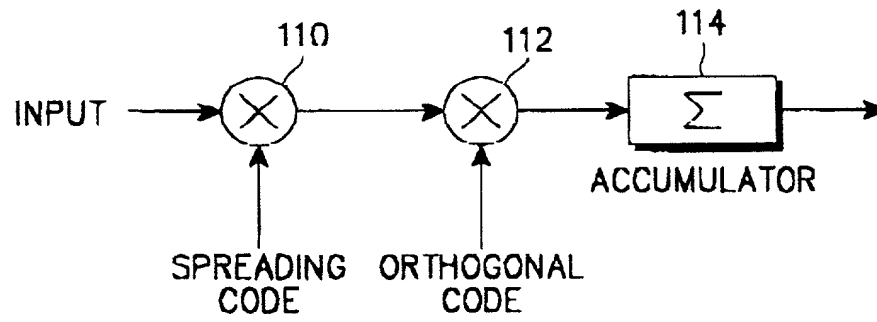 110
112
114
INPUT
Σ
ACCUMULATOR
SPREADING
CODE
ORTHOGONAL
CODE